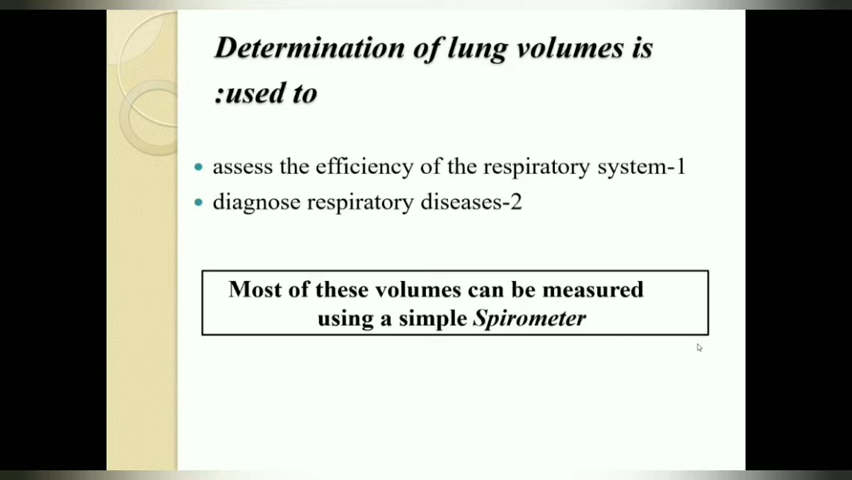 Determination of lung volumes is
:used to
• assess the efficiency of the respiratory system-1
• diagnose respiratory diseases-2
Most of these volumes can be measured
using a simple Spirometer